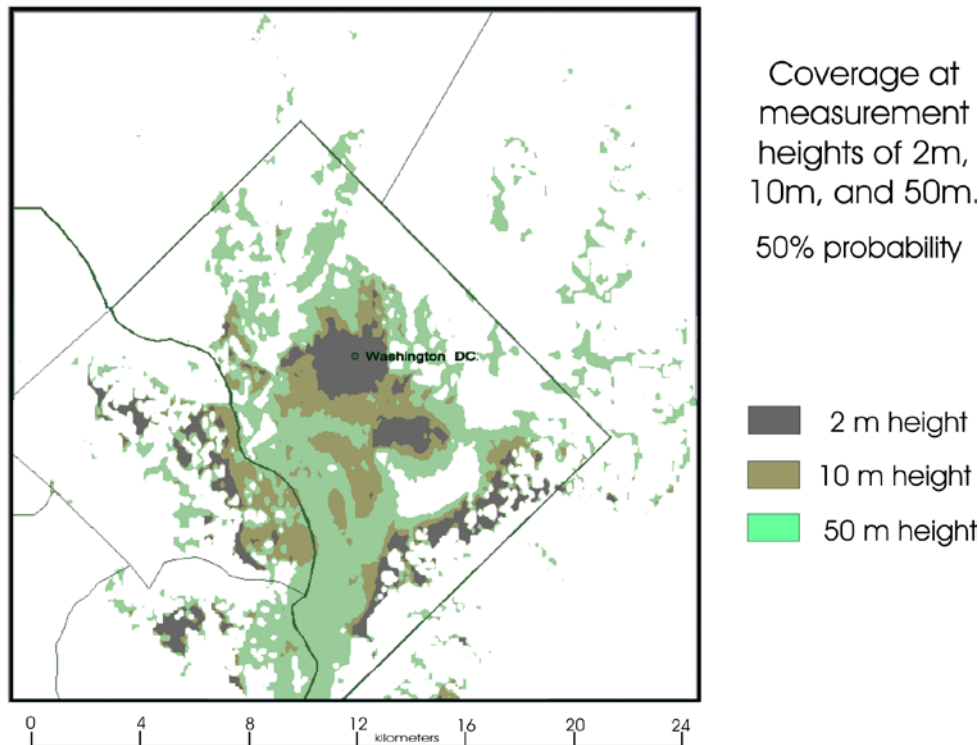 Coverage at
measurement
heights of 2m,
10m, and 50m.
50% probability
Washington DC.
2 m height
10 m height
50 m height
0 4 8 12 16 20 24
kilometers